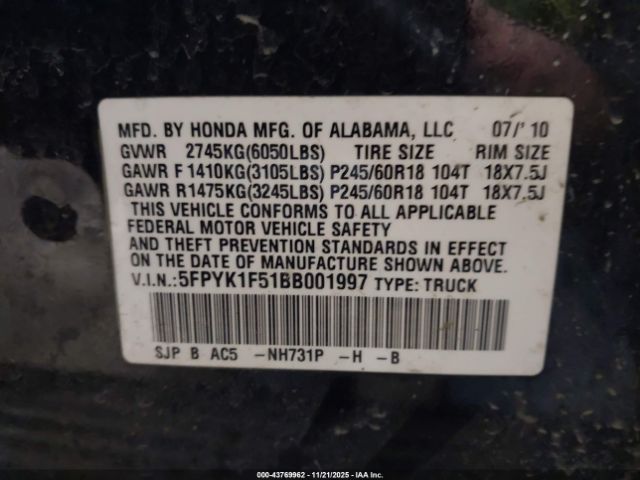 MFD. BY HONDA MFG. OF ALABAMA, LLC 07/'10
GVWR 2745KG(6050LBS) TIRE SIZE RIM SIZE
GAWR F 1410KG(3105LBS) P245/60R18 104T 18X7.5J
GAWR R1475KG(3245LBS) P245/60R18 104T 18X7.5J
THIS VEHICLE CONFORMS TO ALL APPLICABLE
FEDERAL MOTOR VEHICLE SAFETY
AND THEFT PREVENTION STANDARDS IN EFFECT
ON THE DATE OF MANUFACTURE SHOWN ABOVE.
V.I.N.:5FPYK1F51BB001997 TYPE: TRUCK
SJP B AC5 -NH731P -H -B
000-43769962 - 11/21/2025 - IAAI Inc.